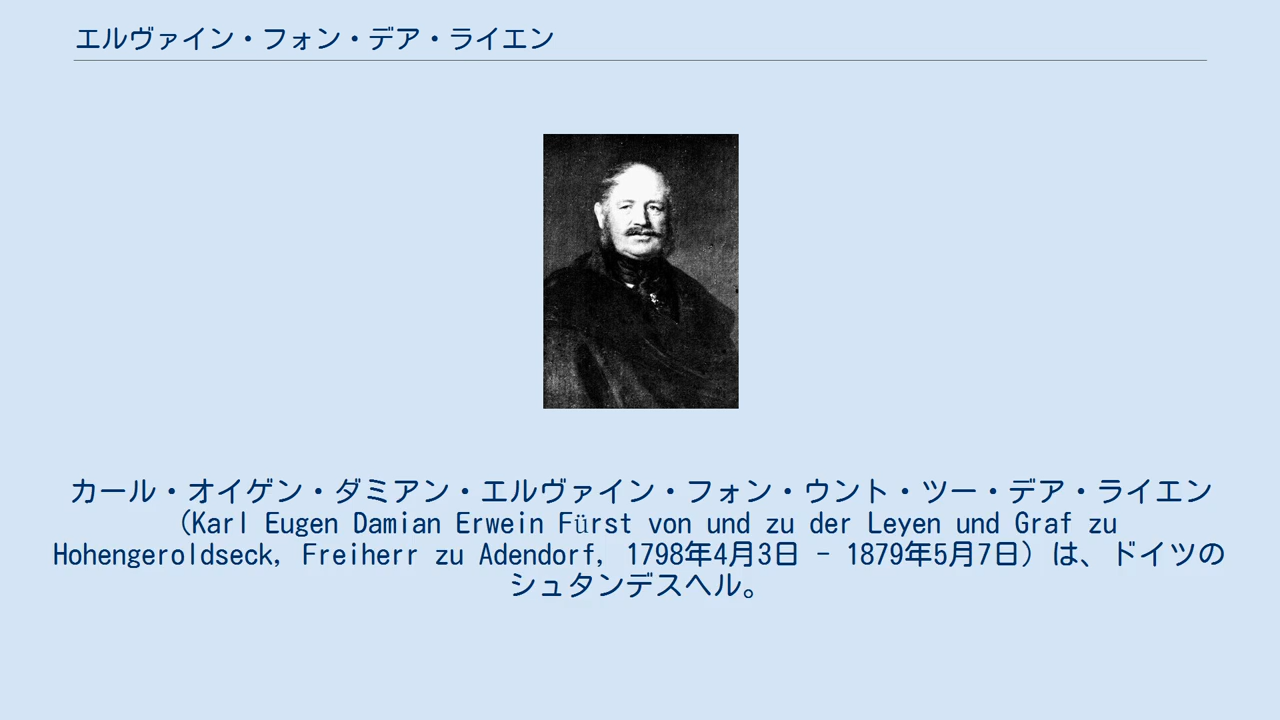 エルヴァイン・フォン・デア・ライエン
カール・オイゲン・ダミアン・エルヴァイン・フォン・ウント・ツー・デア・ライエン
（Karl Eugen Damian Erwein Fürst von und zu der Leyen und Graf zu
Hohengeroldseck, Freiherr zu Adendorf, 1798年4月3日 - 1879年5月7日）は、ドイツの
シュタンデスヘル。